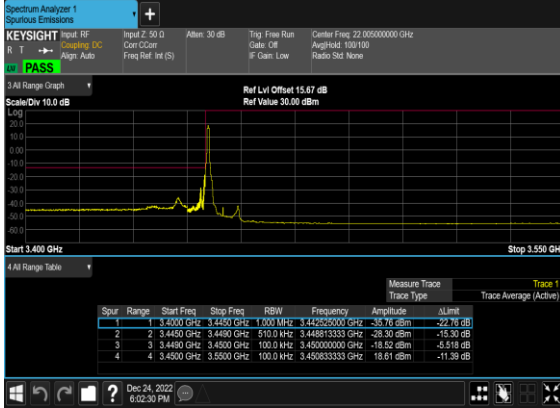 Spectrum Analyzer 1
Spurious Emissions
+
KEYSIGHT Input: RF Input Z: 50 Ω Atten: 30 dB Trig: Free Run Center Freq: 22.005000000 GHz
R T Coupling: DC Corr CCorr Gate: Off Avg|Hold: 100/100
Align: Auto Freq Ref: Int (S) IF Gain: Low Radio Std: None
LXI PASS
3 All Range Graph
Ref Lvl Offset 15.67 dB
Scale/Div 10.0 dB Ref Value 30.00 dBm
Log
20.0
10.0
0.00
-10.0
-20.0
-30.0
-40.0
-50.0
-60.0
Start 3.400 GHz Stop 3.550 GH
4 All Range Table
Measure Trace Trace 1
Trace Type Trace Average (Active)
Spur Range Start Freq Stop Freq RBW Frequency Amplitude ΔLimit
1 1 3.4000 GHz 3.4450 GHz 1.000 MHz 3.442525000 GHz -35.76 dBm -22.76 dB
2 2 3.4450 GHz 3.4490 GHz 510.0 kHz 3.448813333 GHz -28.30 dBm -15.30 dB
3 3 3.4490 GHz 3.4500 GHz 100.0 kHz 3.450000000 GHz -18.52 dBm -5.518 dB
4 4 3.4500 GHz 3.5500 GHz 100.0 kHz 3.450833333 GHz 18.61 dBm -11.39 dB
? Dec 24, 2022
6:02:30 PM